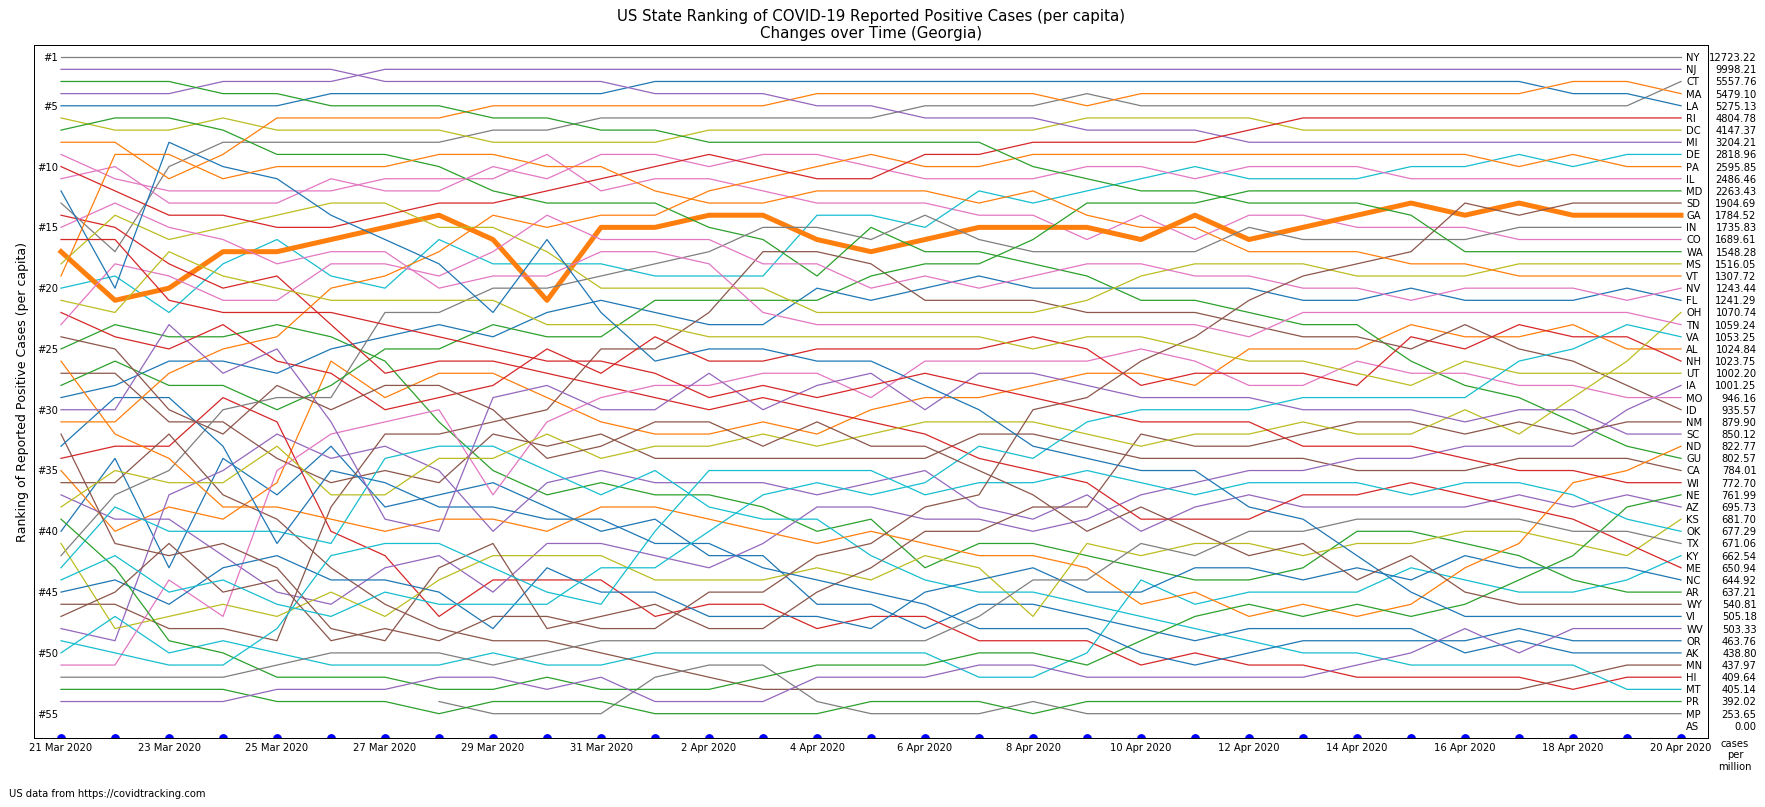 US State Ranking of COVID-19 Reported Positive Cases (per capita)
Changes over Time (Georgia)
Ranking of Reported Positive Cases (per capita)
#1
#5
#10
#15
#20
#25
#30
#35
#40
#45
#50
#55
NY 12723.22
NJ 9998.21
CT 5557.76
MA 5479.10
LA 5275.13
RI 4804.78
DC 4147.37
MI 3204.21
DE 2818.96
PA 2595.85
IL 2486.46
MD 2263.43
SD 1904.69
GA 1784.52
IN 1735.83
CO 1689.61
WA 1548.28
MS 1516.05
VT 1307.72
NV 1243.44
FL 1241.29
OH 1070.74
TN 1059.24
VA 1053.25
AL 1024.84
NH 1023.75
UT 1002.20
IA 1001.25
MO 946.16
ID 935.57
NM 879.90
SC 850.12
ND 822.77
GU 802.57
CA 784.01
WI 772.70
NE 761.99
AZ 695.73
KS 681.70
OK 677.29
TX 671.06
KY 662.54
ME 650.94
NC 644.92
AR 637.21
WY 540.81
VI 505.18
WV 503.33
OR 463.76
AK 438.80
MN 437.97
HI 409.64
MT 405.14
PR 392.02
MP 253.65
AS 0.00
21 Mar 2020 23 Mar 2020 25 Mar 2020 27 Mar 2020 29 Mar 2020 31 Mar 2020 2 Apr 2020 4 Apr 2020 6 Apr 2020 8 Apr 2020 10 Apr 2020 12 Apr 2020 14 Apr 2020 16 Apr 2020 18 Apr 2020 20 Apr 2020
cases
per
million
US data from https://covidtracking.com